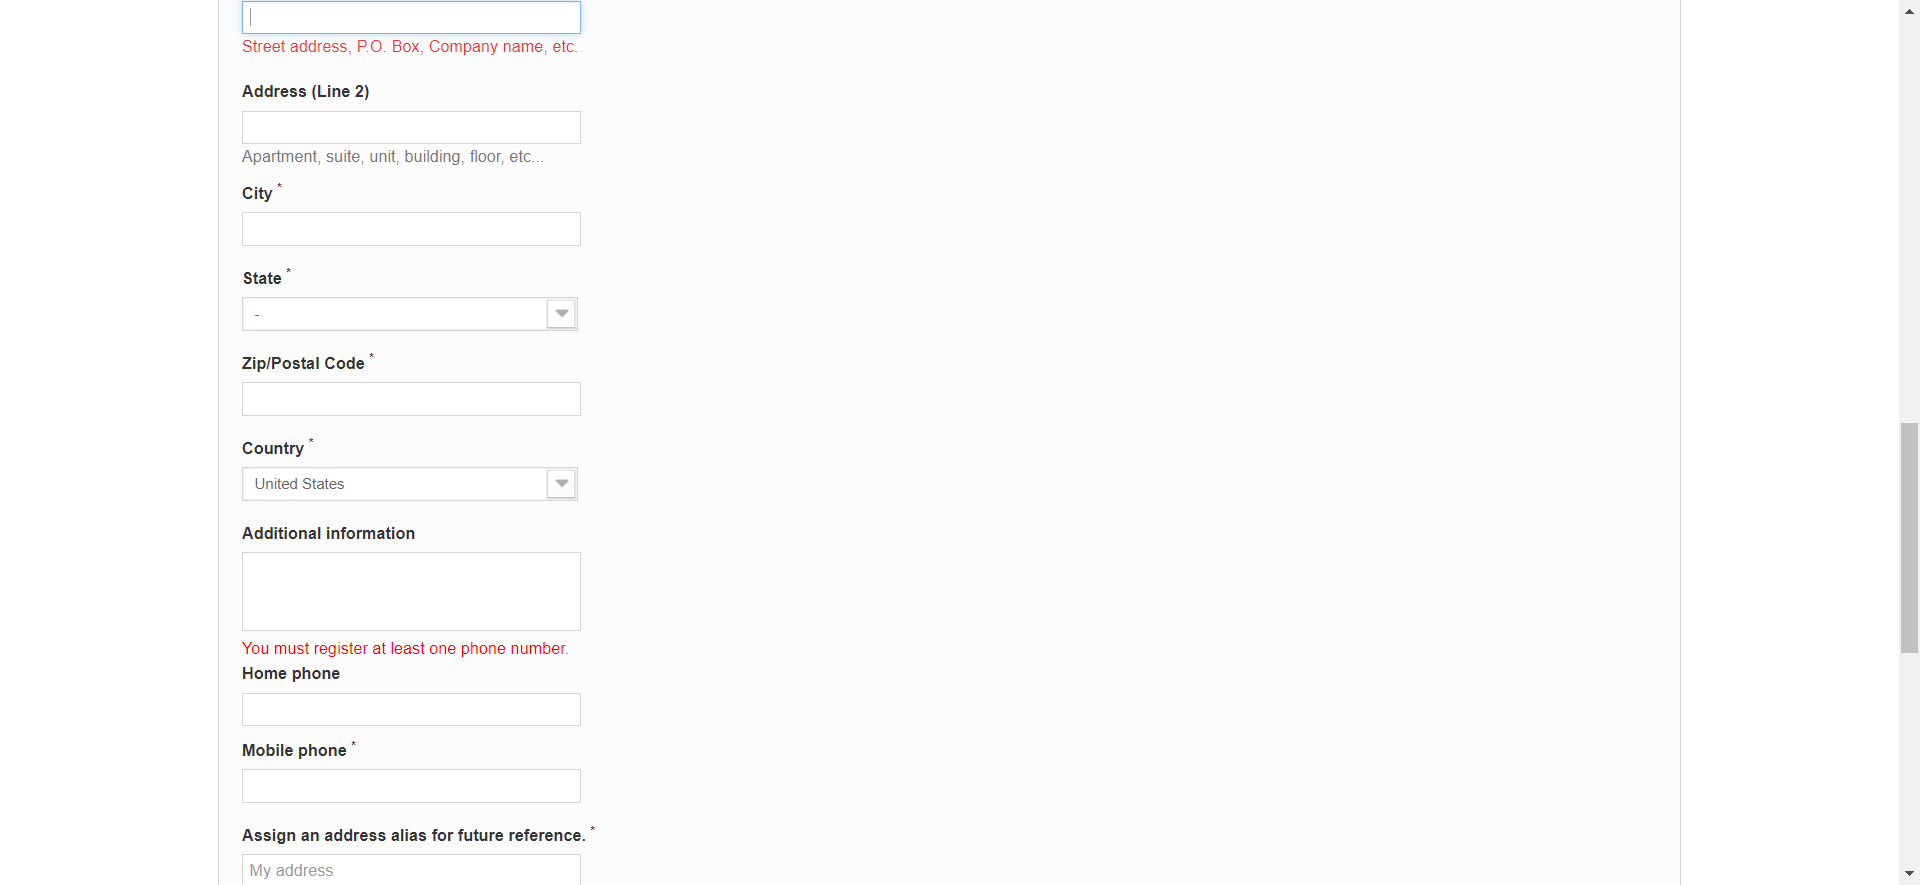 Street address, P.O. Box, Company name, etc.
Address (Line 2)
Apartment, suite, unit, building, floor, etc...
City *
State *
-
Zip/Postal Code *
Country *
United States
Additional information
You must register at least one phone number.
Home phone
Mobile phone *
Assign an address alias for future reference. *
My address